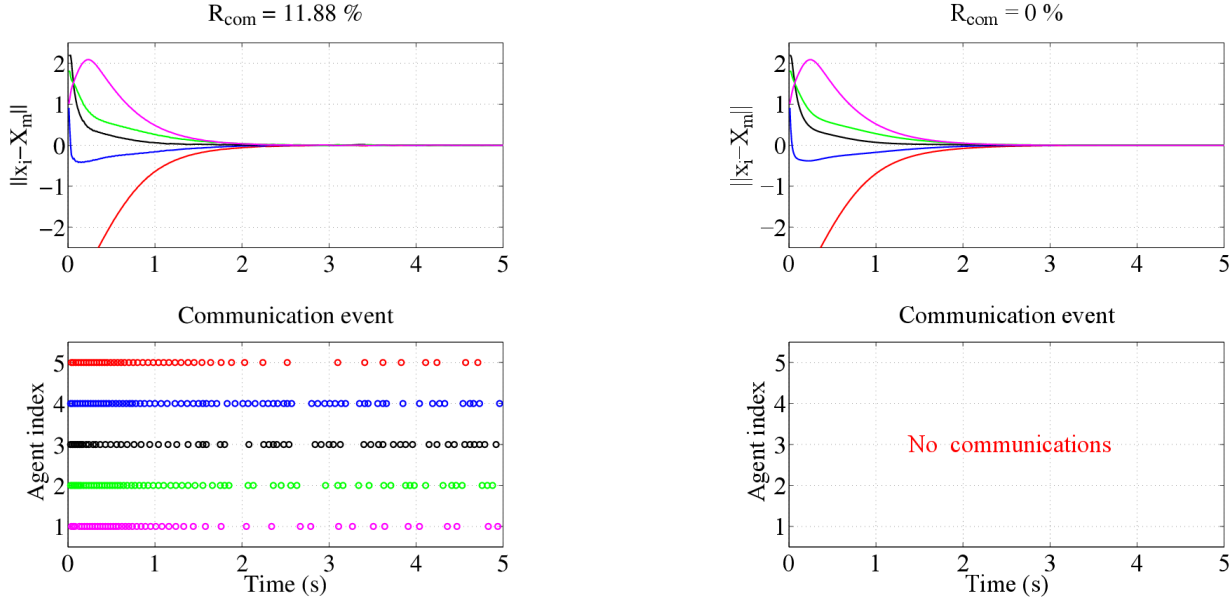 R_com = 11.88 %
||x_i−X_m||
2
1
0
−1
−2
0 1 2 3 4 5
Communication event
Agent index
5
4
3
2
1
0 1 2 3 4 5
Time (s)
R_com = 0 %
||x_i−X_m||
2
1
0
−1
−2
0 1 2 3 4 5
Communication event
Agent index
5
4
3
2
1
No communications
0 1 2 3 4 5
Time (s)